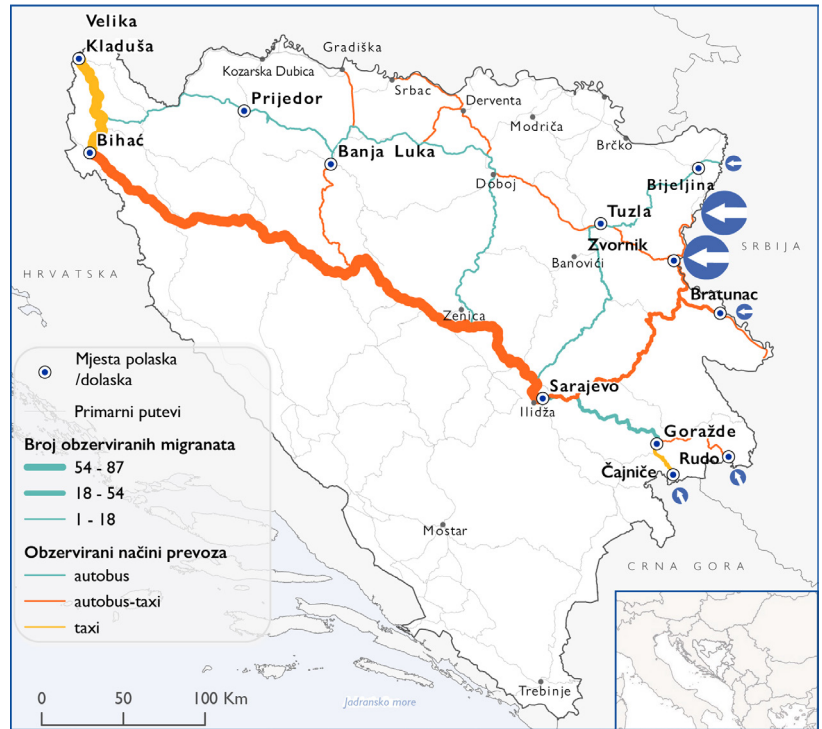 Velika
Kladuša
Gradiška
Kozarska Dubica
Srbac
Prijedor
Derventa
Modriča
Brčko
Bihać
Banja Luka
Doboj
Bijeljina
Tuzla
Zvornik
SRBIJA
Banovići
HRVATSKA
Bratunac
Zenica
Sarajevo
Ilidža
Goražde
Rudo
Čajniče
Mostar
CRNA GORA
Trebinje
Jadransko more
Mjesta polaska
/dolaska
Primarni putevi
Broj obzerviranih migranata
54 - 87
18 - 54
1 - 18
Obzervirani načini prevoza
autobus
autobus-taxi
taxi
0 50 100 Km